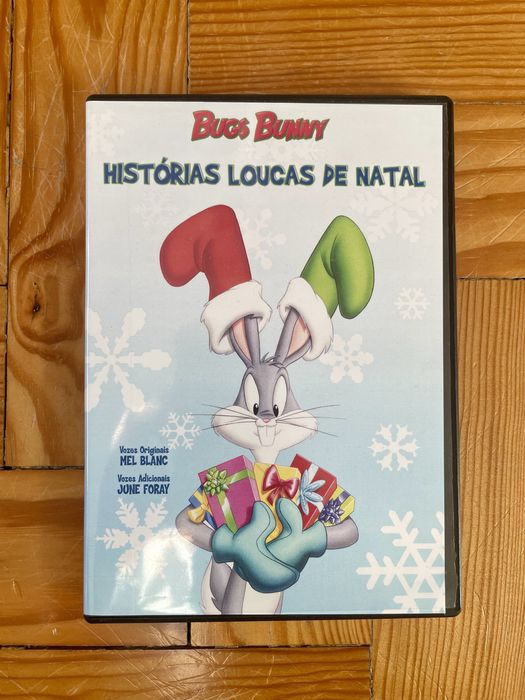 BUGS BUNNY
HISTÓRIAS LOUCAS DE NATAL
Vozes Originais
MEL BLANC
Vozes Adicionais
JUNE FORAY